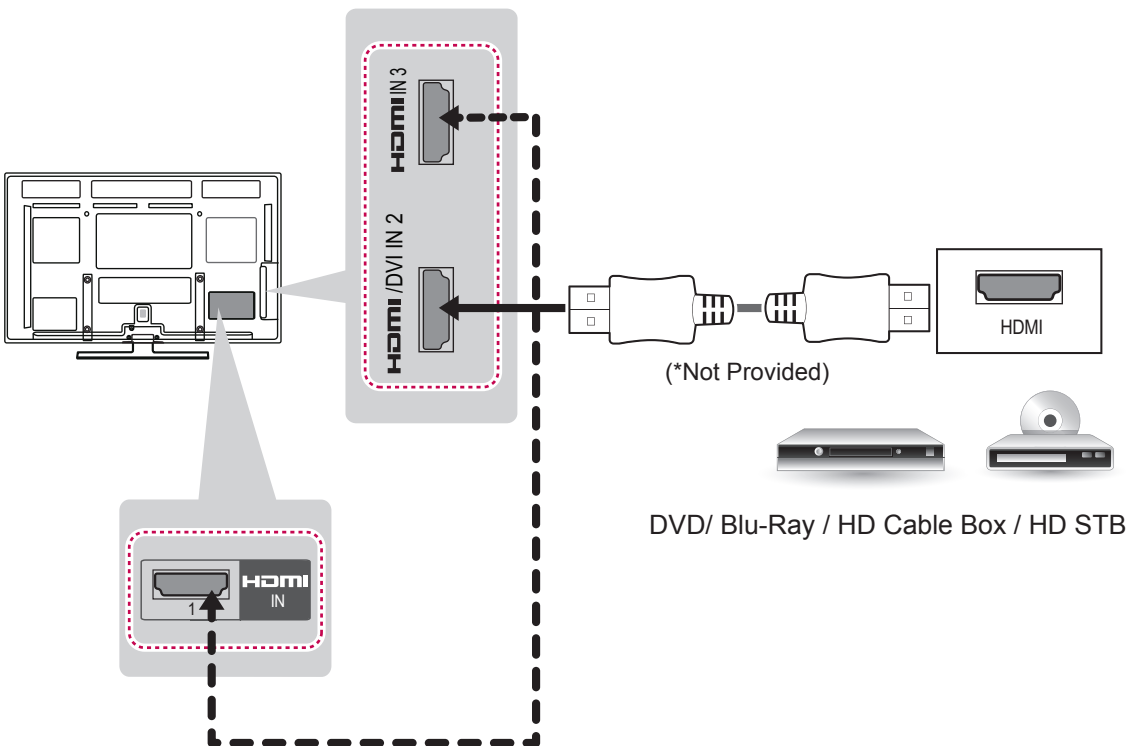 HDMI IN 3
HDMI /DVI IN 2
HDMI
(*Not Provided)
DVD/ Blu-Ray / HD Cable Box / HD STB
1
HDMI
IN